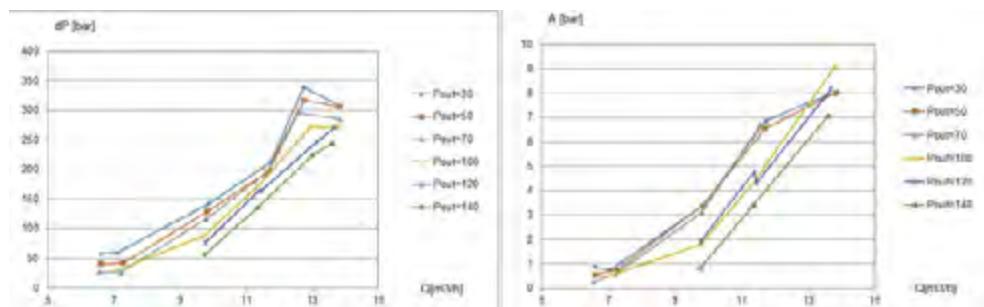 dP [bar]
400
350
300
250
200
150
100
50
0
5 7 9 11 13 15
Q[m3/h]
Pout=30
Pout=50
Pout=70
Pout=100
Pout=120
Pout=140
A [bar]
10
9
8
7
6
5
4
3
2
1
0
5 7 9 11 13 15
Q[m3/h]
Pout=30
Pout=50
Pout=70
Pout=100
Pout=120
Pout=140